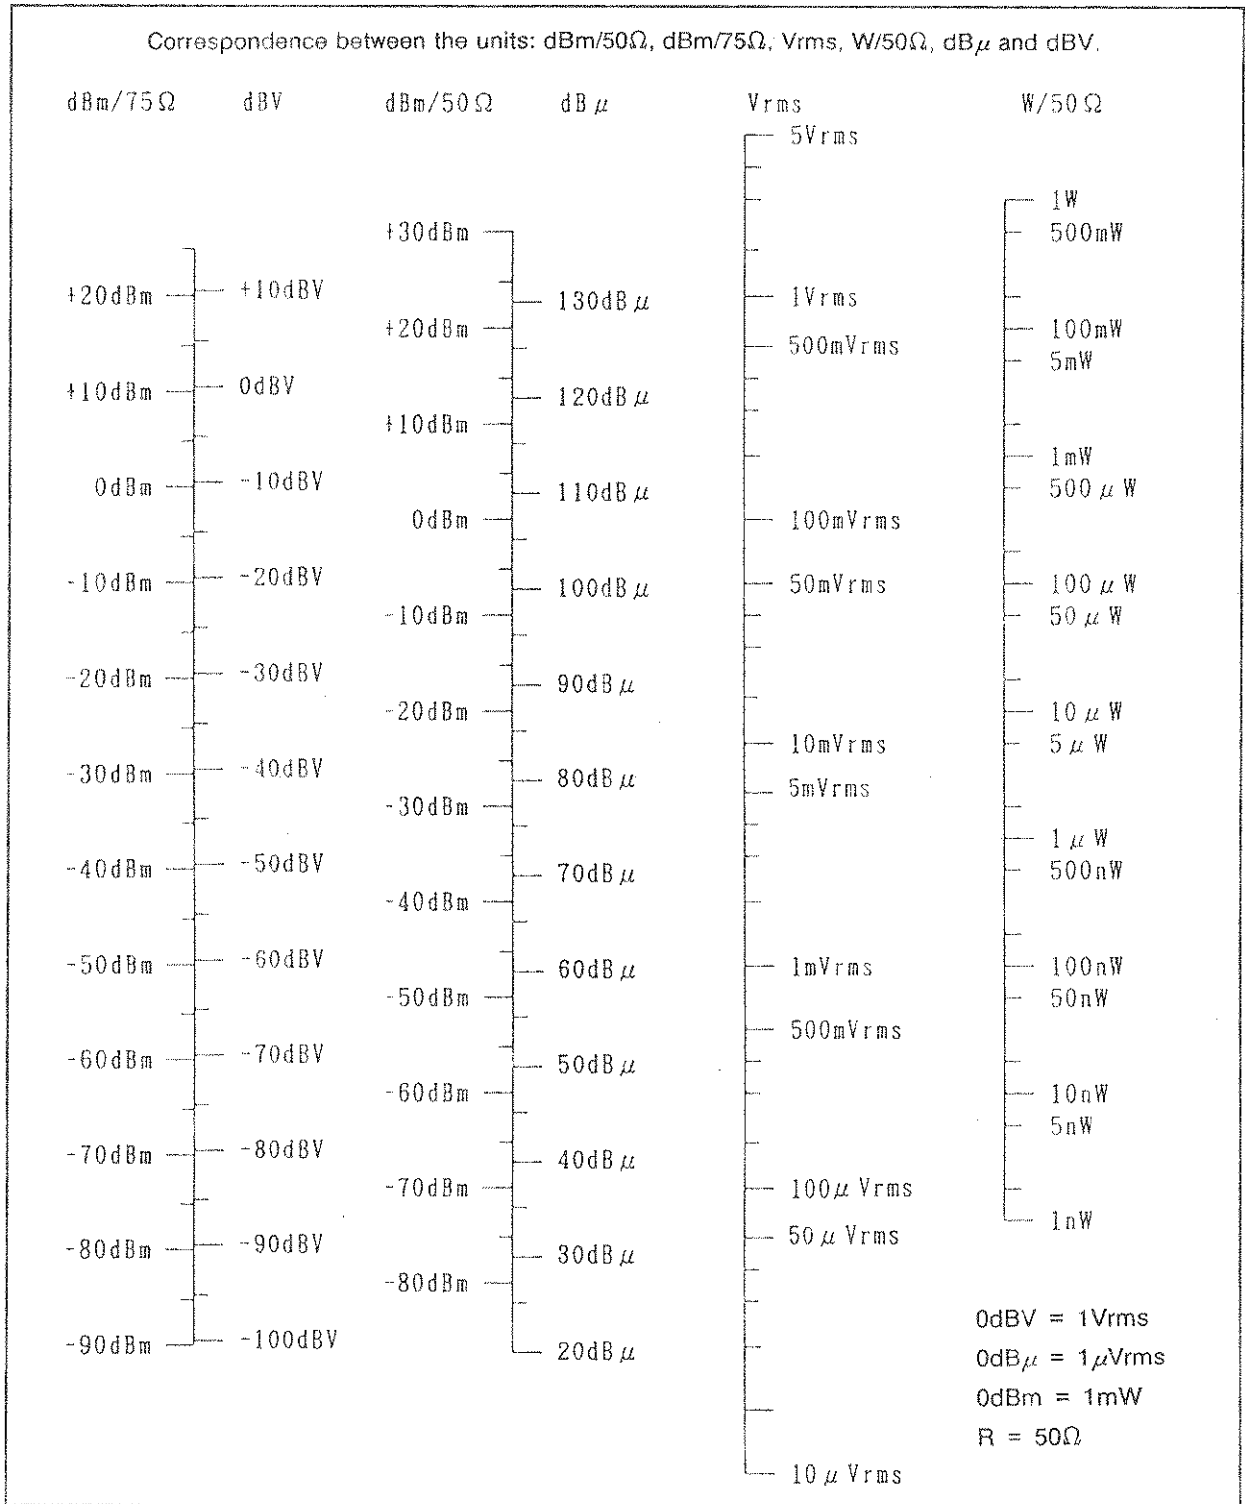 Correspondence between the units: dBm/50Ω, dBm/75Ω, Vrms, W/50Ω, dBμ and dBV.
dBm/75Ω dBV dBm/50Ω dBμ Vrms W/50Ω
5Vrms
1W
+30dBm 500mW
+20dBm +10dBV 130dBμ 1Vrms
+20dBm 100mW
500mVrms 5mW
+10dBm 0dBV 120dBμ
+10dBm 1mW
0dBm -10dBV 110dBμ 500μW
0dBm 100mVrms
-10dBm -20dBV 100dBμ 50mVrms 100μW
-10dBm 50μW
-20dBm -30dBV 90dBμ
-20dBm 10μW
10mVrms 5μW
-30dBm -40dBV 80dBμ 5mVrms
-30dBm
1μW
-40dBm -50dBV 70dBμ 500nW
-40dBm
-50dBm -60dBV 60dBμ 1mVrms 100nW
-50dBm 50nW
500mVrms
-60dBm -70dBV 50dBμ
-60dBm 10nW
5nW
-70dBm -80dBV 40dBμ
-70dBm 100μVrms
1nW
-80dBm -90dBV 30dBμ 50μVrms
-80dBm
-90dBm -100dBV 20dBμ
0dBV = 1Vrms
0dBμ = 1μVrms
0dBm = 1mW
R = 50Ω
10μVrms